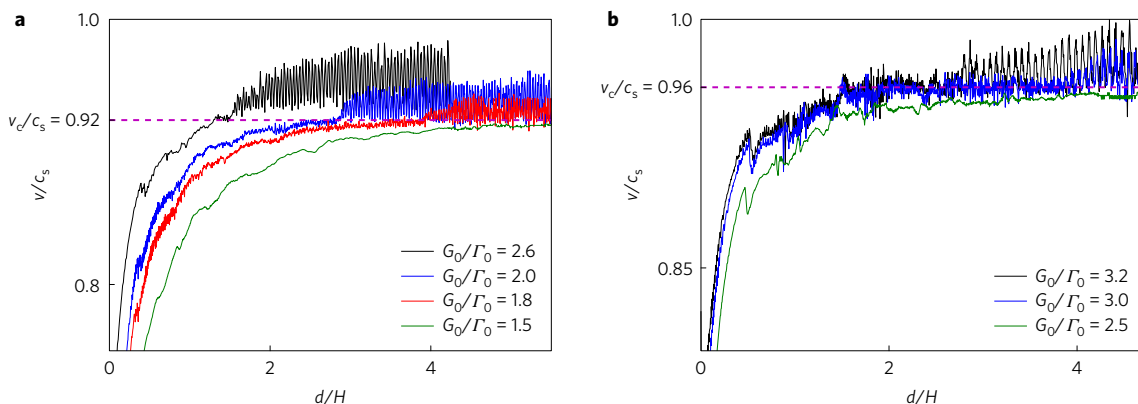 a
1.0
v_c/c_s = 0.92
0.8
v/c_s
0
2
4
d/H
G_0/Γ_0 = 2.6
G_0/Γ_0 = 2.0
G_0/Γ_0 = 1.8
G_0/Γ_0 = 1.5
b
1.0
v_c/c_s = 0.96
0.85
v/c_s
0
2
4
d/H
G_0/Γ_0 = 3.2
G_0/Γ_0 = 3.0
G_0/Γ_0 = 2.5